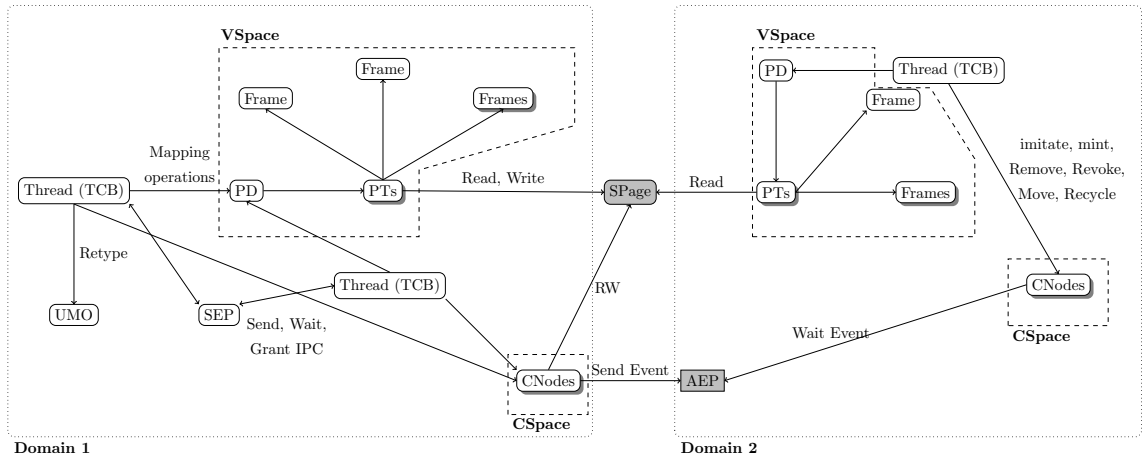 VSpace
Frame
Frame
Frames
Mapping
operations
Thread (TCB)
PD
PTs
Read, Write
SPage
Retype
Thread (TCB)
UMO
SEP
Send, Wait,
Grant IPC
RW
CNodes
Send Event
AEP
CSpace
Domain 1
VSpace
PD
Thread (TCB)
Frame
imitate, mint,
Remove, Revoke,
Move, Recycle
Read
PTs
Frames
CNodes
Wait Event
CSpace
Domain 2